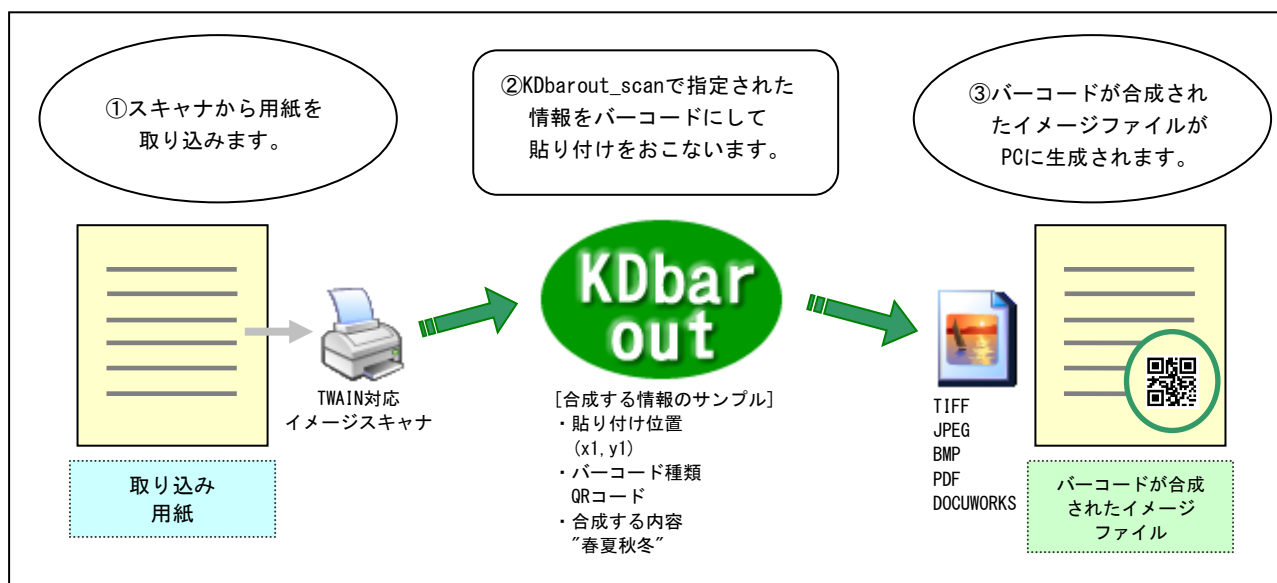 ①スキャナから用紙を
取り込みます。
②KDbarout_scanで指定された
情報をバーコードにして
貼り付けをおこないます。
③バーコードが合成され
たイメージファイルが
PCに生成されます。
KDbar
out
TWAIN対応
イメージスキャナ
取り込み
用紙
[合成する情報のサンプル]
・貼り付け位置
(x1,y1)
・バーコード種類
QRコード
・合成する内容
"春夏秋冬"
TIFF
JPEG
BMP
PDF
DOCUWORKS
バーコードが合成
されたイメージ
ファイル